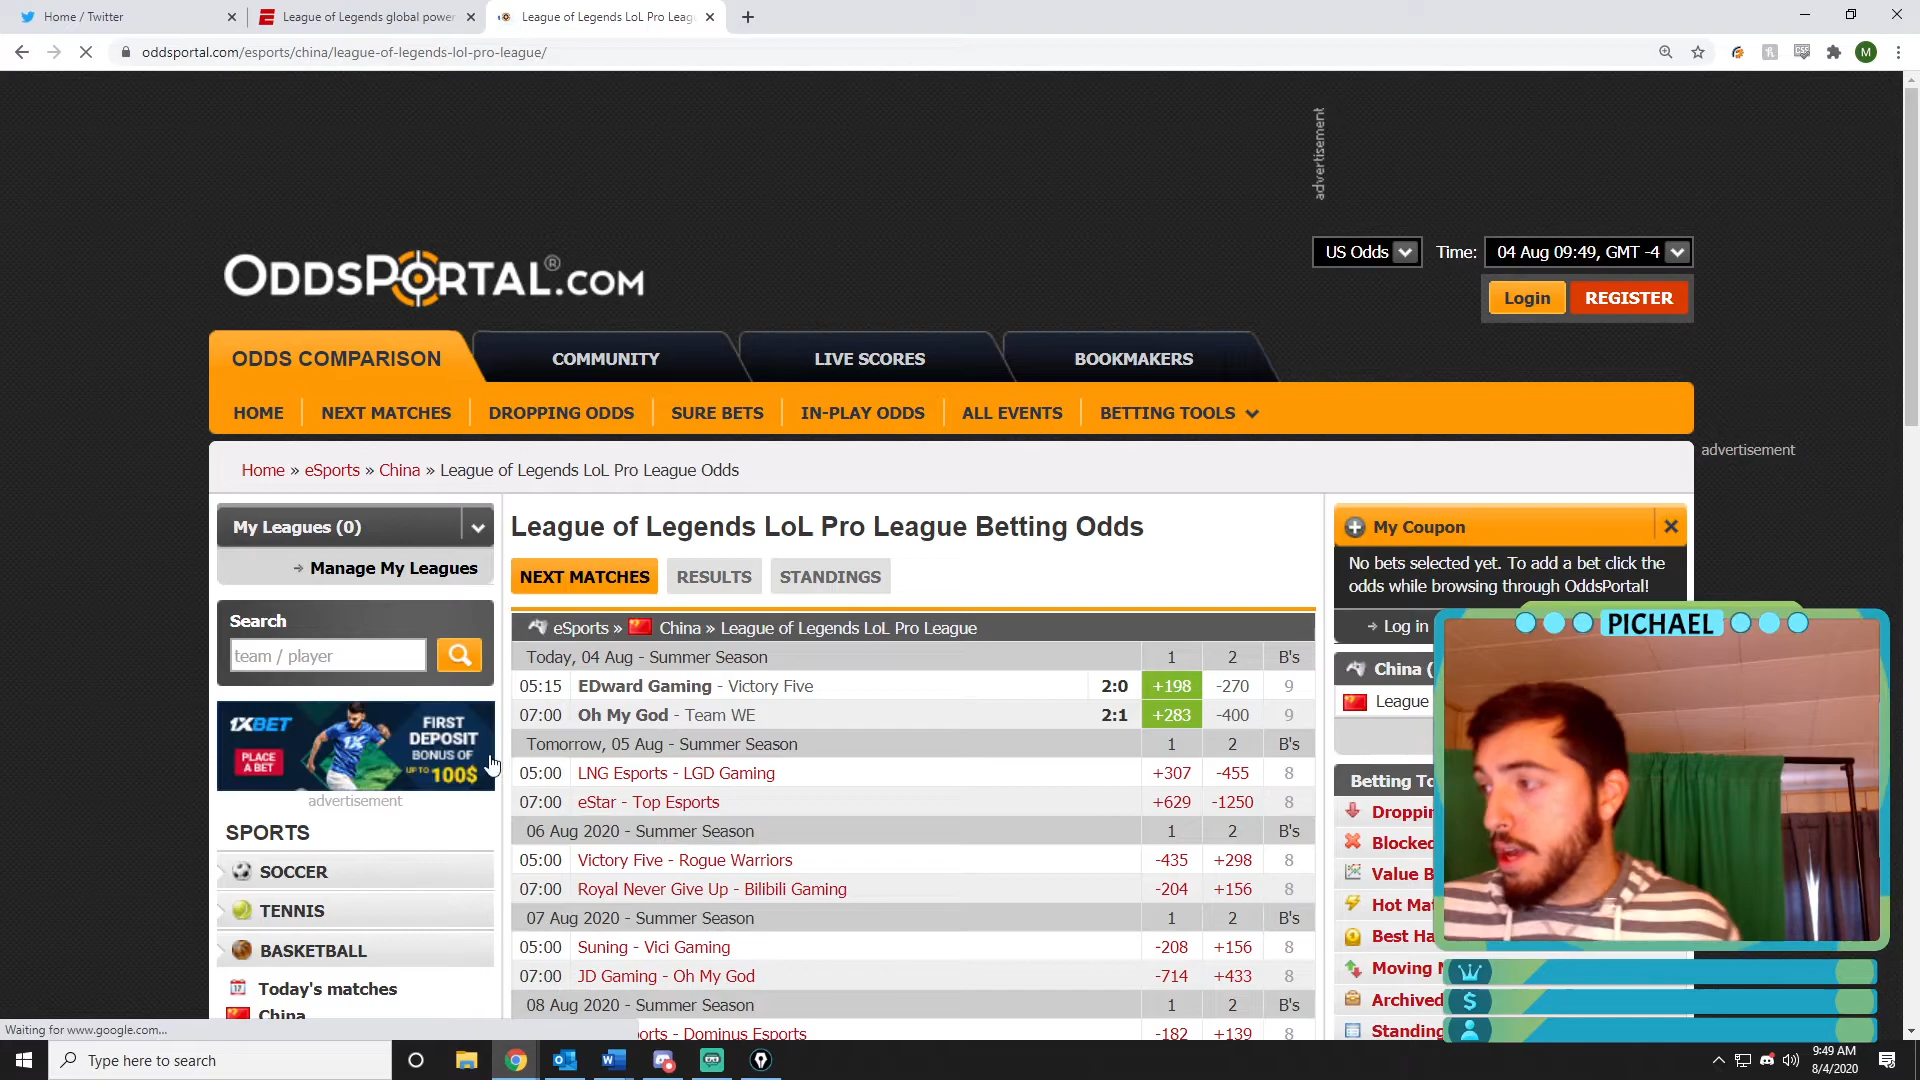 Home / Twitter
League of Legends global power
League of Legends LoL Pro Leag
oddsportal.com/esports/china/league-of-legends-lol-pro-league/
M
advertisement
ODDSPORTAL®.COM
US Odds
Time:
04 Aug 09:49, GMT -4
Login
REGISTER
ODDS COMPARISON
COMMUNITY
LIVE SCORES
BOOKMAKERS
HOME
NEXT MATCHES
DROPPING ODDS
SURE BETS
IN-PLAY ODDS
ALL EVENTS
BETTING TOOLS
advertisement
Home » eSports » China » League of Legends LoL Pro League Odds
My Leagues (0)
Manage My Leagues
Search
team / player
1XBET
PLACE A BET
1X
FIRST
DEPOSIT
BONUS OF
UP TO 100$
advertisement
SPORTS
SOCCER
TENNIS
BASKETBALL
Today's matches
China
League of Legends LoL Pro League Betting Odds
NEXT MATCHES
RESULTS
STANDINGS
eSports » China » League of Legends LoL Pro League
Today, 04 Aug - Summer Season 1 2 B's
05:15 EDward Gaming - Victory Five 2:0 +198 -270 9
07:00 Oh My God - Team WE 2:1 +283 -400 9
Tomorrow, 05 Aug - Summer Season 1 2 B's
05:00 LNG Esports - LGD Gaming +307 -455 8
07:00 eStar - Top Esports +629 -1250 8
06 Aug 2020 - Summer Season 1 2 B's
05:00 Victory Five - Rogue Warriors -435 +298 8
07:00 Royal Never Give Up - Bilibili Gaming -204 +156 8
07 Aug 2020 - Summer Season 1 2 B's
05:00 Suning - Vici Gaming -208 +156 8
07:00 JD Gaming - Oh My God -714 +433 8
08 Aug 2020 - Summer Season 1 2 B's
ports - Dominus Esports -182 +139 8
My Coupon
No bets selected yet. To add a bet click the
odds while browsing through OddsPortal!
Log in
China (
League
Betting To
Droppin
Blocked
Value B
Hot Mat
Best Ha
Moving M
Archived
Standing
PICHAEL
$
Waiting for www.google.com...
Type here to search
9:49 AM
8/4/2020